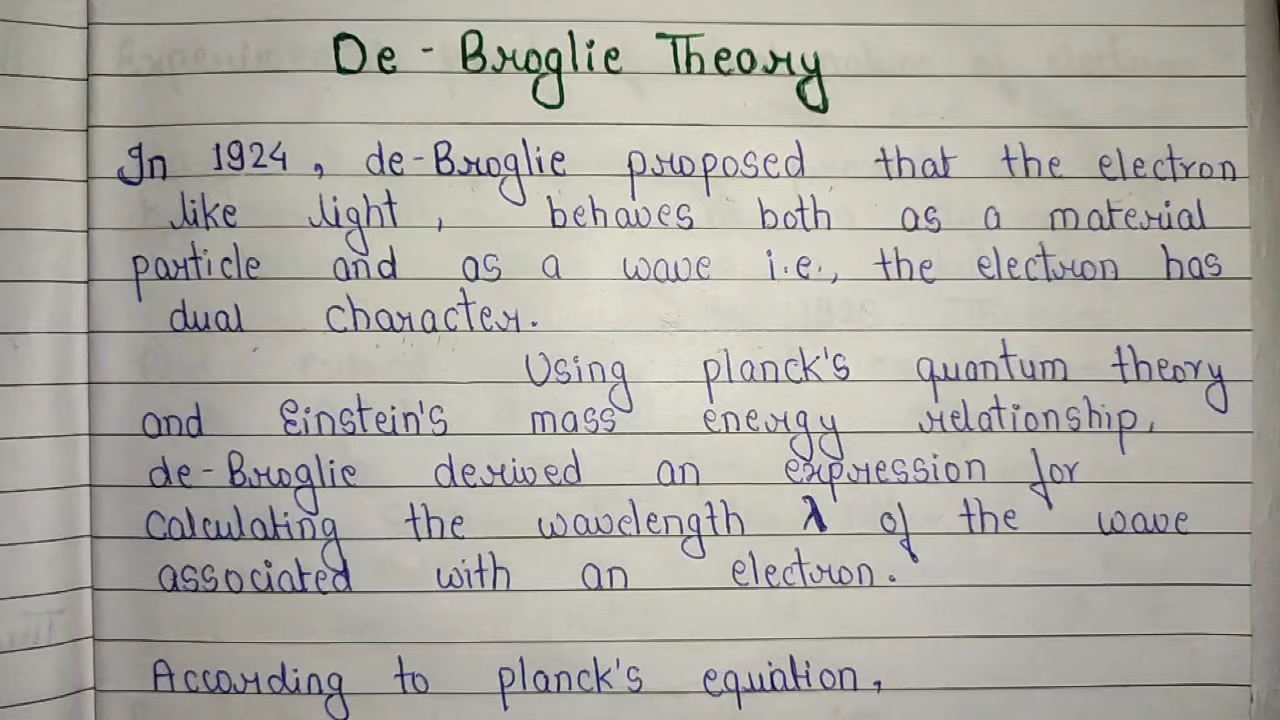 De - Broglie Theory
In 1924, de-Broglie proposed that the electron
like light, behaves both as a material
particle and as a wave i.e., the electron has
dual character.
Using planck's quantum theory
and Einstein's mass energy relationship,
de-Broglie derived an expression for
calculating the wavelength λ of the wave
associated with an electron.
According to planck's equation,